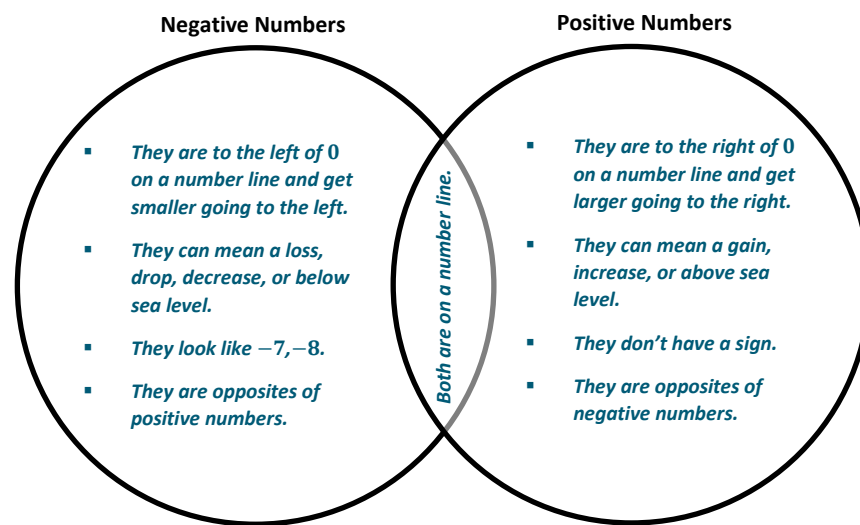 Negative Numbers
Positive Numbers
▪ They are to the left of 0
on a number line and get
smaller going to the left.
▪ They can mean a loss,
drop, decrease, or below
sea level.
▪ They look like −7,−8.
▪ They are opposites of
positive numbers.
Both are on a number line.
▪ They are to the right of 0
on a number line and get
larger going to the right.
▪ They can mean a gain,
increase, or above sea
level.
▪ They don’t have a sign.
▪ They are opposites of
negative numbers.